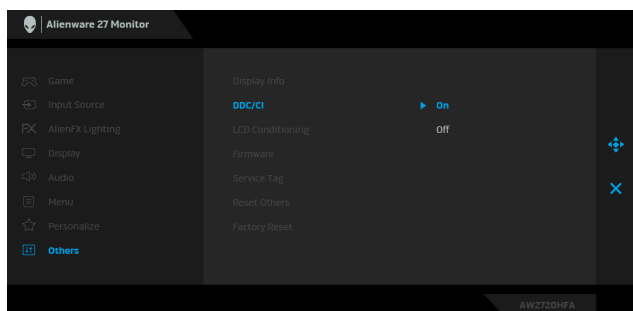 Alienware 27 Monitor
Game
Input Source
AlienFX Lighting
Display
Audio
Menu
Personalize
Others
Display Info
DDC/CI
On
LCD Conditioning
Off
Firmware
Service Tag
Reset Others
Factory Reset
AW2720HFA